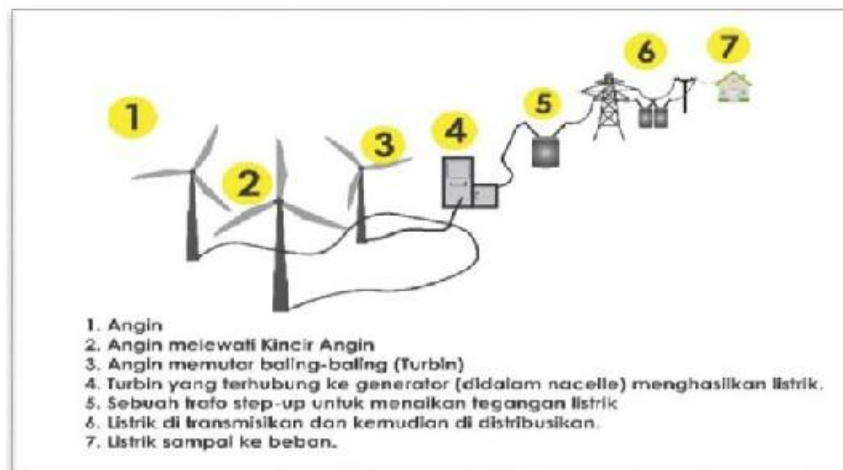 1
2
3
4
5
6
7
1. Angin
2. Angin melewati Kincir Angin
3. Angin memutar baling-baling (Turbin)
4. Turbin yang terhubung ke generator (didalam nacelle) menghasilkan listrik.
5. Sebuah trafo step-up untuk menaikan tegangan listrik
6. Listrik di transmisikan dan kemudian di distribusikan.
7. Listrik sampai ke beban.